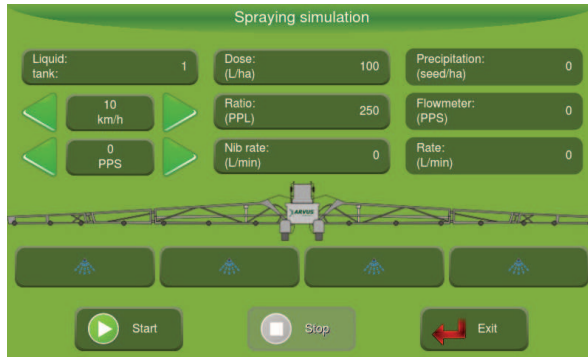 Spraying simulation
Liquid tank: 1
Dose: (L/ha) 100
Precipitation: (seed/ha) 0
10 km/h
Ratio: (PPL) 250
Flowmeter: (PPS) 0
0 PPS
Nib rate: (L/min) 0
Rate: (L/min) 0
ARVUS
Start
Stop
Exit